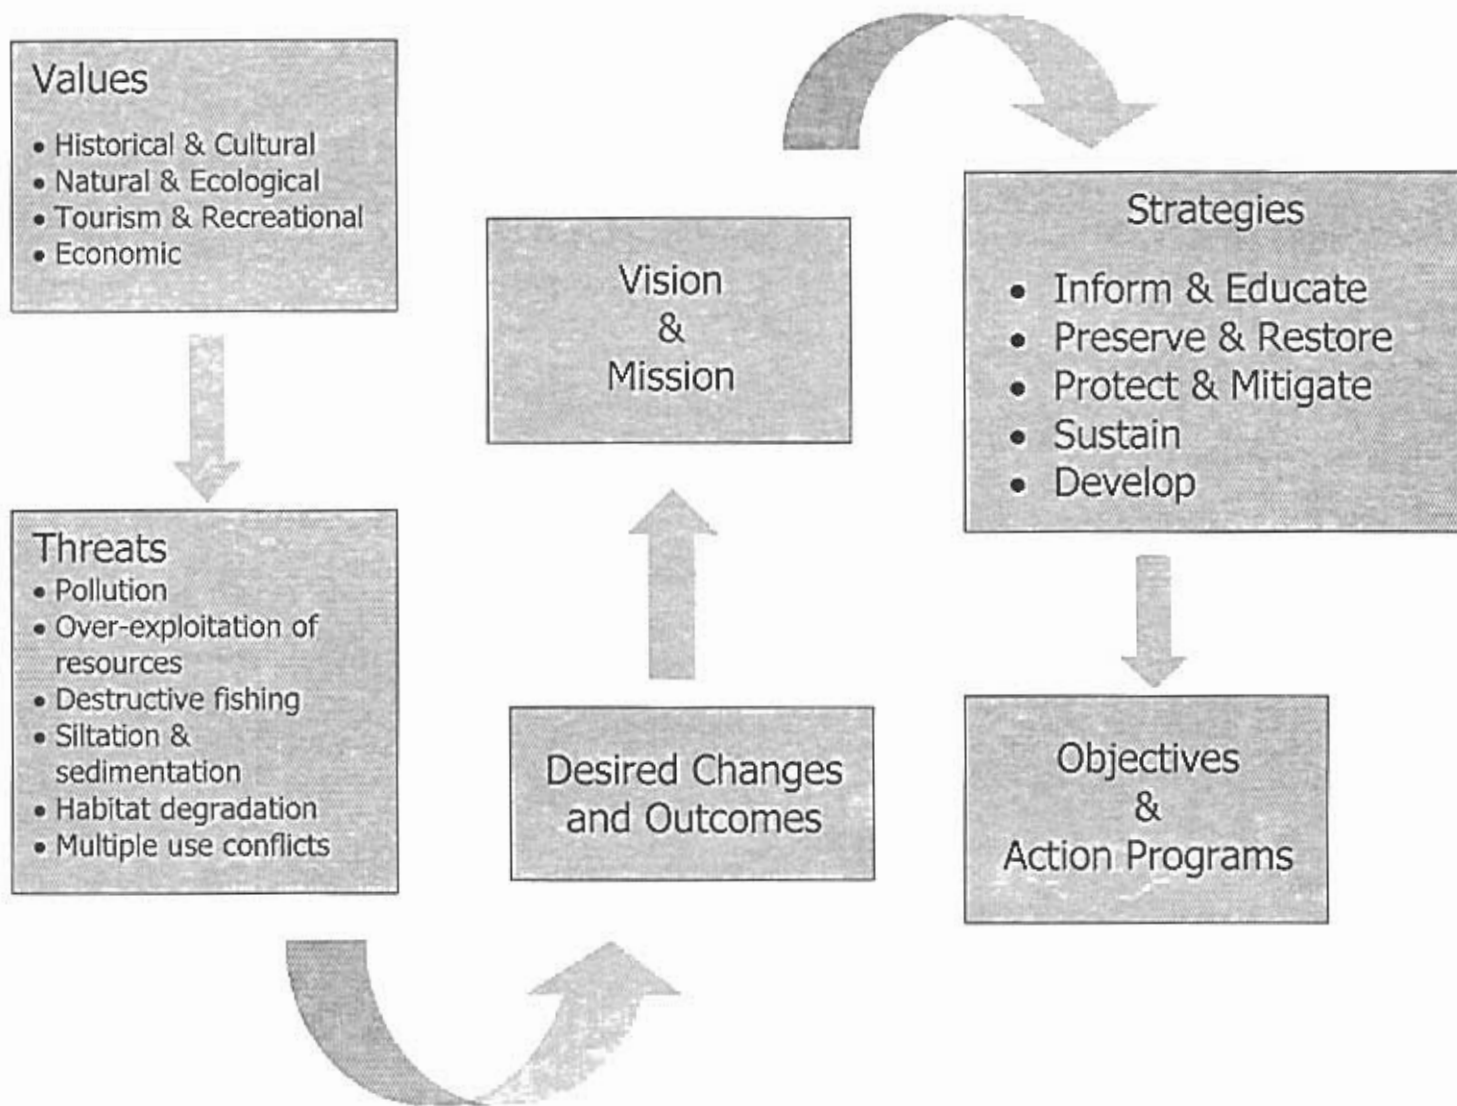 Values
• Historical & Cultural
• Natural & Ecological
• Tourism & Recreational
• Economic
Threats
• Pollution
• Over-exploitation of
resources
• Destructive fishing
• Siltation &
sedimentation
• Habitat degradation
• Multiple use conflicts
Desired Changes
and Outcomes
Vision
&
Mission
Strategies
• Inform & Educate
• Preserve & Restore
• Protect & Mitigate
• Sustain
• Develop
Objectives
&
Action Programs